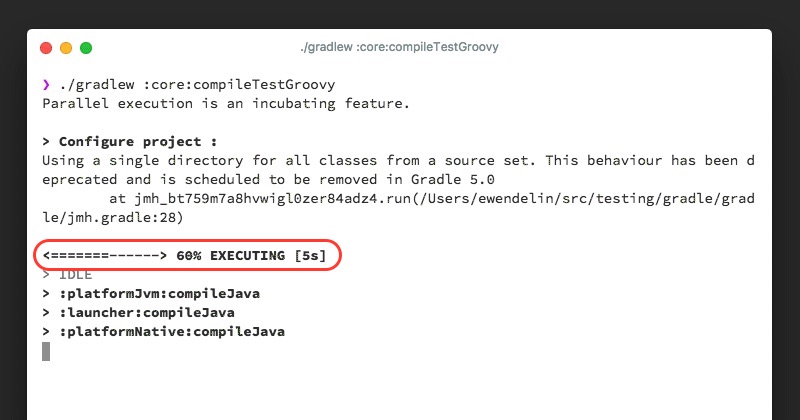 ./gradlew :core:compileTestGroovy
❯ ./gradlew :core:compileTestGroovy
Parallel execution is an incubating feature.
> Configure project :
Using a single directory for all classes from a source set. This behaviour has been d
eprecated and is scheduled to be removed in Gradle 5.0
        at jmh_bt759m7a8hvwigl0zer84adz4.run(/Users/ewendelin/src/testing/gradle/grad
le/jmh.gradle:28)
<=======------> 60% EXECUTING [5s]
> IDLE
> :platformJvm:compileJava
> :launcher:compileJava
> :platformNative:compileJava